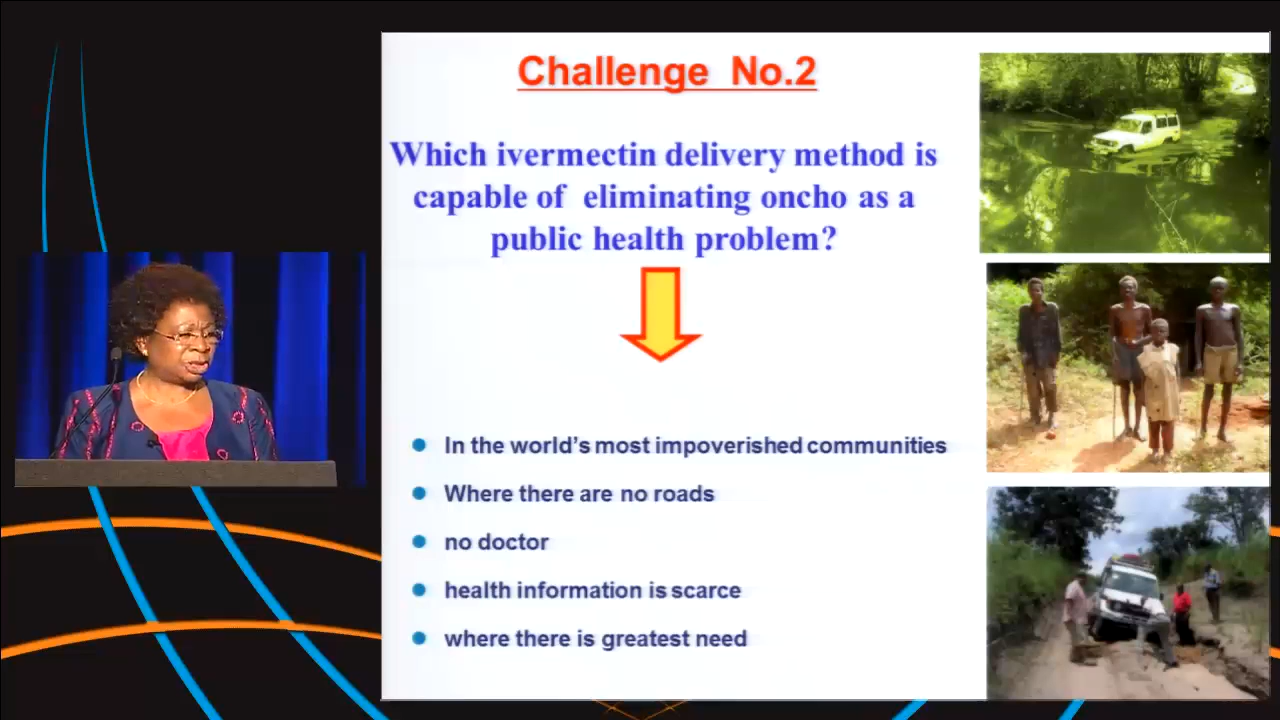 Challenge No.2
Which ivermectin delivery method is
capable of eliminating oncho as a
public health problem?
In the world's most impoverished communities
Where there are no roads
no doctor
health information is scarce
where there is greatest need